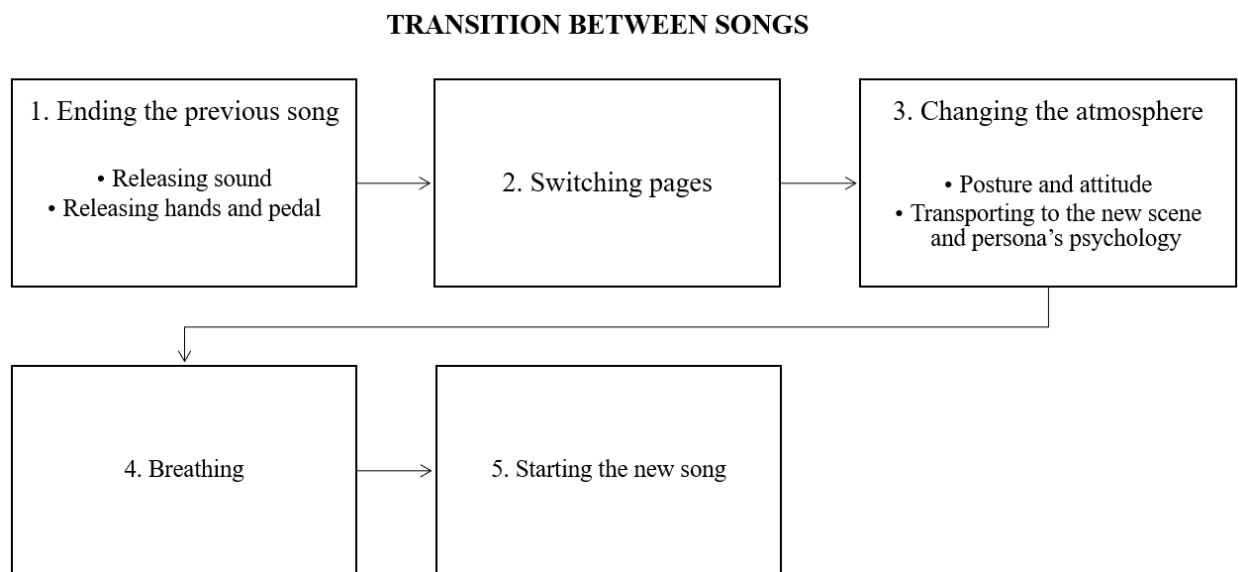 TRANSITION BETWEEN SONGS
1. Ending the previous song
• Releasing sound
• Releasing hands and pedal
2. Switching pages
3. Changing the atmosphere
• Posture and attitude
• Transporting to the new scene
and persona’s psychology
4. Breathing
5. Starting the new song